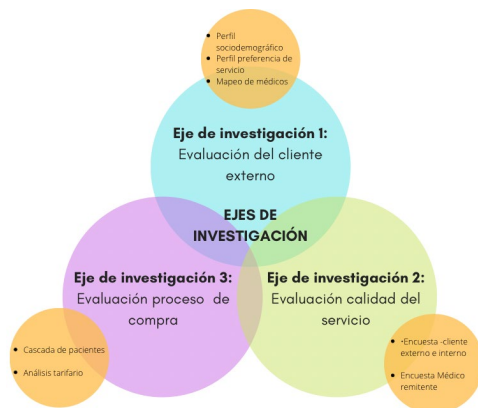 • Perfil
sociodemográfico
• Perfil preferencia de
servicio
• Mapeo de médicos
Eje de investigación 1:
Evaluación del cliente
externo
EJES DE
INVESTIGACIÓN
Eje de investigación 3:
Evaluación proceso de
compra
Eje de investigación 2:
Evaluación calidad del
servicio
• Cascada de pacientes
• Análisis tarifario
• •Encuesta -cliente
externo e interno
• Encuesta Médico
remitente